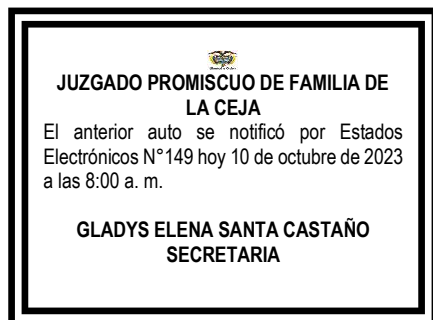 JUZGADO PROMISCUO DE FAMILIA DE
LA CEJA
El anterior auto se notificó por Estados
Electrónicos N°149 hoy 10 de octubre de 2023
a las 8:00 a. m.
GLADYS ELENA SANTA CASTAÑO
SECRETARIA